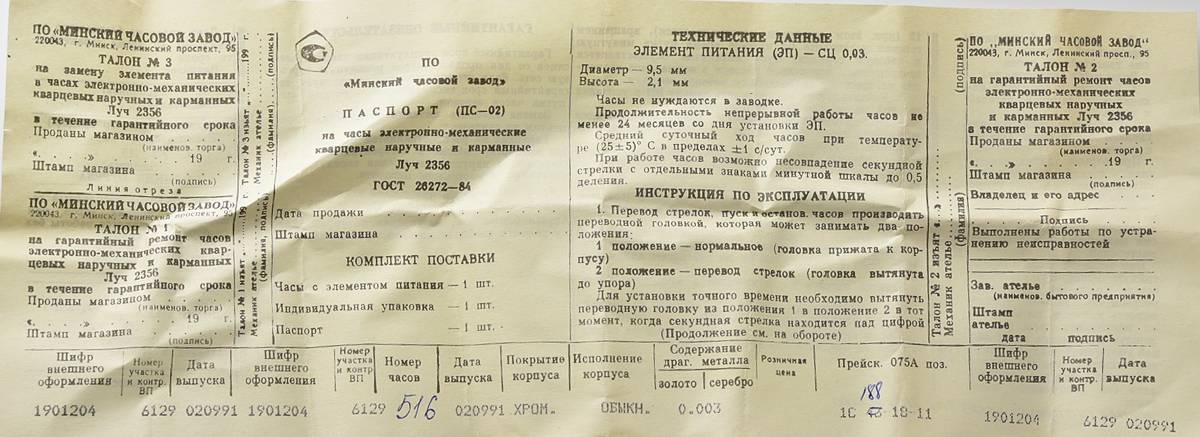 ПО «МИНСКИЙ ЧАСОВОЙ ЗАВОД»
220043, г. Минск, Ленинский проспект, 95
ТАЛОН № 3
на замену элемента питания
в часах электронно-механических
кварцевых наручных и карманных
Луч 2356
в течение гарантийного срока
Проданы магазином
(наименов. торга)
«. . .» 19 г.
Штамп магазина
(подпись)
Линия отреза
Талон № 3 изъят „ . „ 199 г.
Механик ателье
(фамилия) (подпись)
ПО «МИНСКИЙ ЧАСОВОЙ ЗАВОД»
220043, г. Минск, Ленинский проспект, 95
ТАЛОН № 1
на гарантийный ремонт часов
электронно-механических квар-
цевых наручных и карманных
Луч 2356
в течение гарантийного срока
Проданы магазином
(наименов. торга)
«. . .» 19 г.
Штамп магазина
(подпись)
Талон № 1 изъят „ . „ 199 г.
Механик ателье
(фамилия, подпись)
ПО
«Минский часовой завод»
ПАСПОРТ (ПС—02)
на часы электронно-механические
кварцевые наручные и карманные
Луч 2356
ГОСТ 26272—84
Дата продажи
Штамп магазина
КОМПЛЕКТ ПОСТАВКИ
Часы с элементом питания — 1 шт.
Индивидуальная упаковка — 1 шт.
Паспорт — 1 шт.
ТЕХНИЧЕСКИЕ ДАННЫЕ
ЭЛЕМЕНТ ПИТАНИЯ (ЭП) — СЦ 0,03.
Диаметр — 9,5 мм
Высота — 2,1 мм
Часы не нуждаются в заводке.
Продолжительность непрерывной работы часов не
менее 24 месяцев со дня установки ЭП.
Средний суточный ход часов при температу-
ре (25±5)° С в пределах ±1 с/сут.
При работе часов возможно несовпадение секундной
стрелки с отдельными знаками минутной шкалы до 0,5
деления.
ИНСТРУКЦИЯ ПО ЭКСПЛУАТАЦИИ
1. Перевод стрелок, пуск и останов. часов производить
переводной головкой, которая может занимать два по-
ложения:
1 положение — нормальное (головка прижата к кор-
пусу)
2 положение — перевод стрелок (головка вытянута
до упора)
Для установки точного времени необходимо вытянуть
переводную головку из положения 1 в положение 2 в тот
момент, когда секундная стрелка находится над цифрой
(Продолжение см. на обороте)
Талон № 2 изъят „ . „
Механик ателье
(фамилия) (подпись)
ПО „МИНСКИЙ ЧАСОВОЙ ЗАВОД“
220043, г. Минск, Ленинский просп., 95
ТАЛОН № 2
на гарантийный ремонт часов
электронно-механических
кварцевых наручных
и карманных Луч 2356
в течение гарантийного срока
Проданы магазином
(наименов. торга)
«. . .» 19 г.
Штамп магазина
(подпись)
Владелец и его адрес
Подпись
Выполнены работы по устра-
нению неисправностей
Зав. ателье
(наименов. бытового предприятия)
Штамп
ателье
дата подпись
Шифр внешнего оформления
Номер участка и контр. ВП
Дата выпуска
Шифр внешнего оформления
Номер участка и контр. ВП
Номер часов
Дата выпуска
Покрытие корпуса
Исполнение корпуса
Содержание драг. металла
золото серебро
Розничная цена
Прейск. 075А поз.
Шифр внешнего оформления
Номер участка и контр. ВП
Дата выпуска
188
1901204 6129 020991 1901204 6129 516 020991 ХРОМ. ОБЫКН. 0.003 18-11 1901204 6129 020991